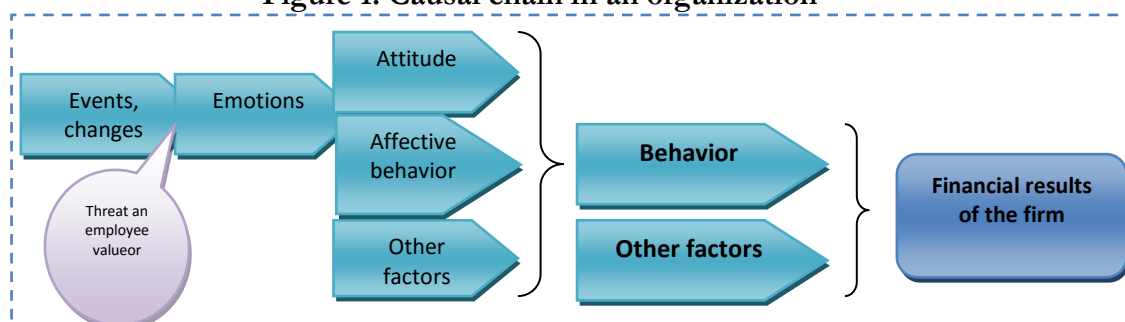 Figure 1. Causal chain in an organization
Events,
changes
Emotions
Attitude
Affective
behavior
Other
factors
Threat an
employee
valueor
Behavior
Other factors
Financial results
of the firm